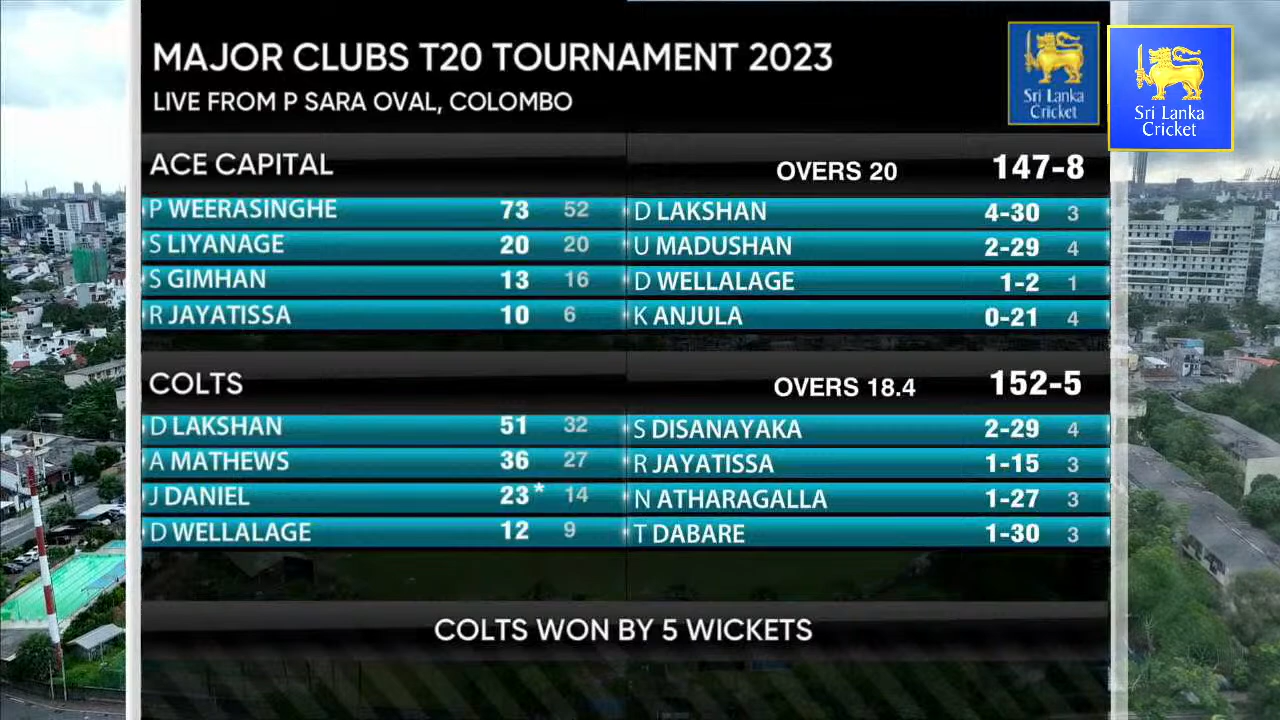 MAJOR CLUBS T20 TOURNAMENT 2023
LIVE FROM P SARA OVAL, COLOMBO
Sri Lanka
Cricket
Sri Lanka
Cricket
ACE CAPITAL OVERS 20 147-8
P WEERASINGHE 73 52 D LAKSHAN 4-30 3
S LIYANAGE 20 20 U MADUSHAN 2-29 4
S GIMHAN 13 16 D WELLALAGE 1-2 1
R JAYATISSA 10 6 K ANJULA 0-21 4
COLTS OVERS 18.4 152-5
D LAKSHAN 51 32 S DISANAYAKA 2-29 4
A MATHEWS 36 27 R JAYATISSA 1-15 3
J DANIEL 23* 14 N ATHARAGALLA 1-27 3
D WELLALAGE 12 9 T DABARE 1-30 3
COLTS WON BY 5 WICKETS